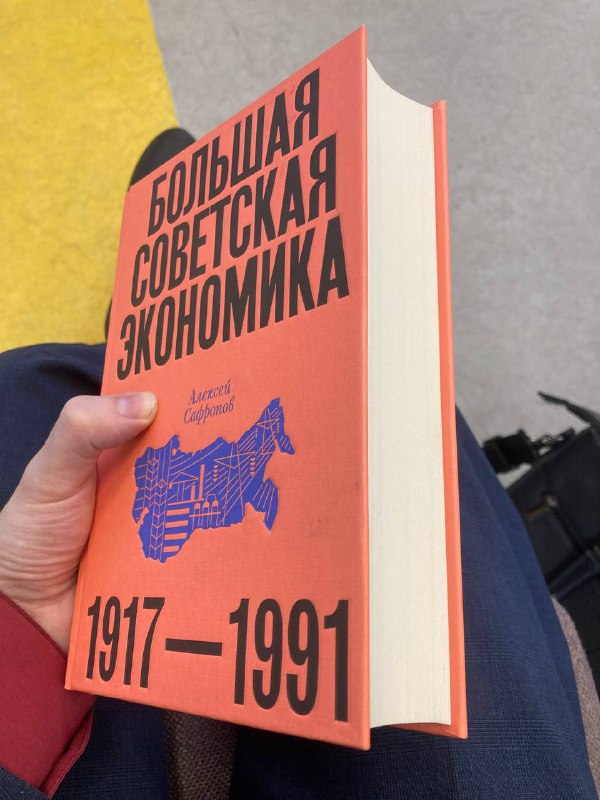 БОЛЬШАЯ
СОВЕТСКАЯ
ЭКОНОМИКА
Алексей
Сафронов
1917—1991